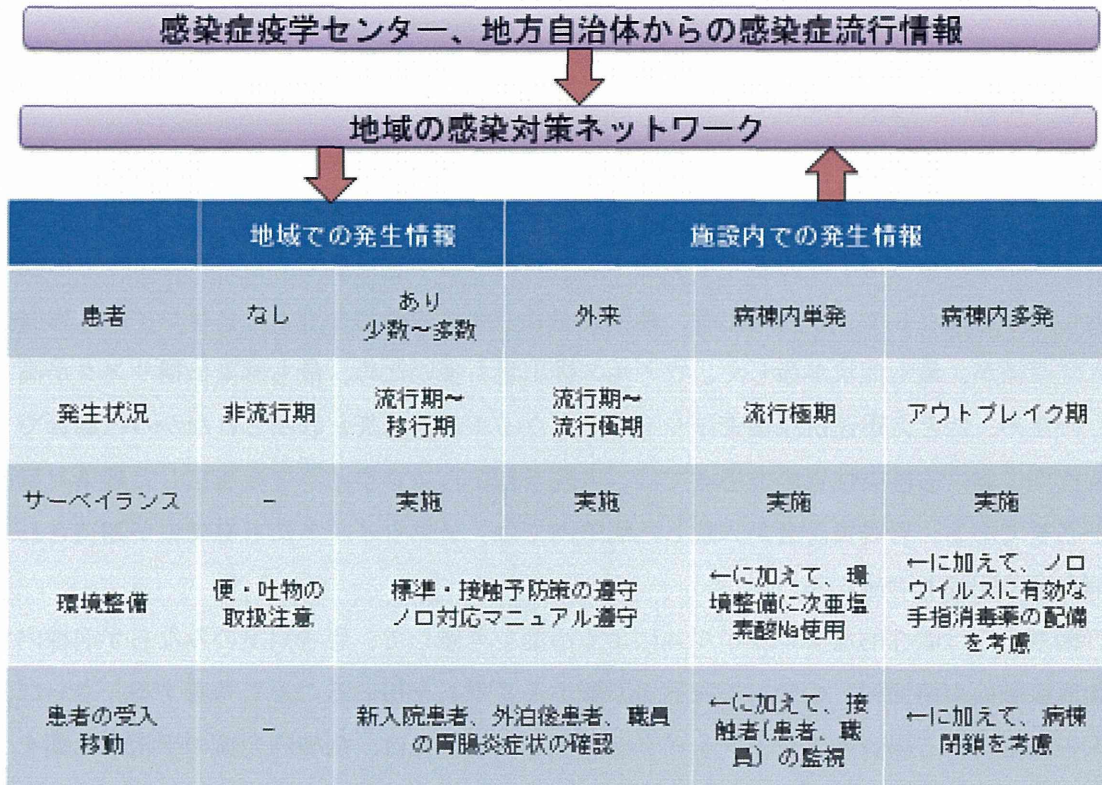 感染症疫学センター、地方自治体からの感染症流行情報
地域の感染対策ネットワーク
地域での発生情報
施設内での発生情報
患者
なし
あり
少数～多数
外来
病棟内単発
病棟内多発
発生状況
非流行期
流行期～
移行期
流行期～
流行極期
流行極期
アウトブレイク期
サーベイランス
－
実施
実施
実施
実施
環境整備
便・吐物の
取扱注意
標準・接触予防策の遵守
ノロ対応マニュアル遵守
←に加えて、環
境整備に次亜塩
素酸Na使用
←に加えて、ノロ
ウイルスに有効な
手指消毒薬の配備
を考慮
患者の受入
移動
－
新入院患者、外泊後患者、職員
の胃腸炎症状の確認
←に加えて、接
触者(患者、職
員）の監視
←に加えて、病棟
閉鎖を考慮